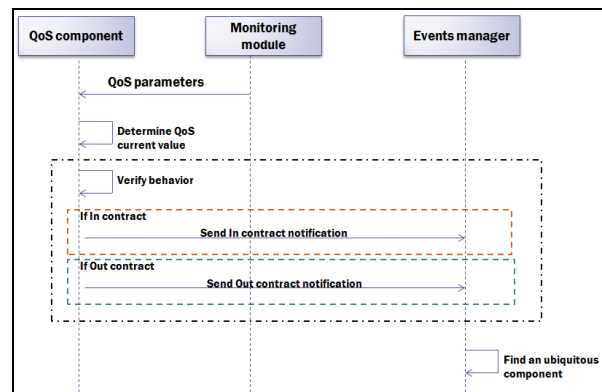 QoS component
Monitoring
module
Events manager
QoS parameters
Determine QoS
current value
Verify behavior
If In contract
Send In contract notification
If Out contract
Send Out contract notification
Find an ubiquitous
component